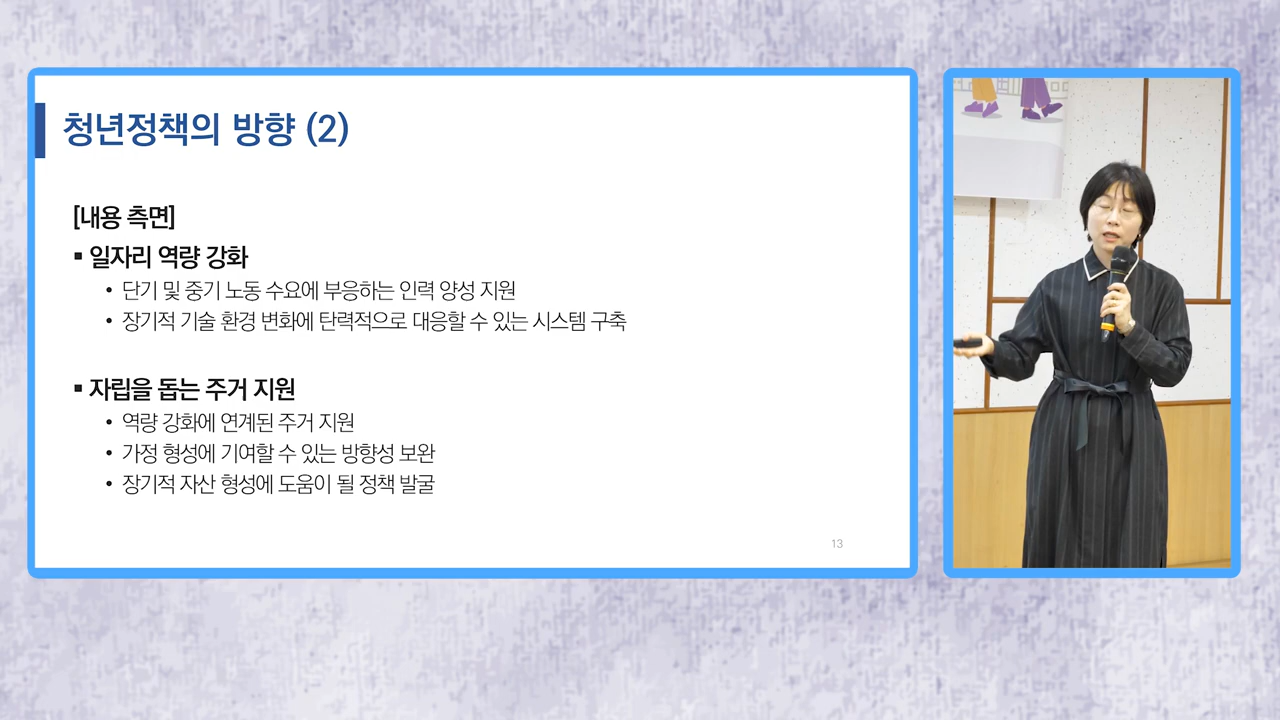 청년정책의 방향 (2)
[내용 측면]
▪ 일자리 역량 강화
• 단기 및 중기 노동 수요에 부응하는 인력 양성 지원
• 장기적 기술 환경 변화에 탄력적으로 대응할 수 있는 시스템 구축
▪ 자립을 돕는 주거 지원
• 역량 강화에 연계된 주거 지원
• 가정 형성에 기여할 수 있는 방향성 보완
• 장기적 자산 형성에 도움이 될 정책 발굴
13